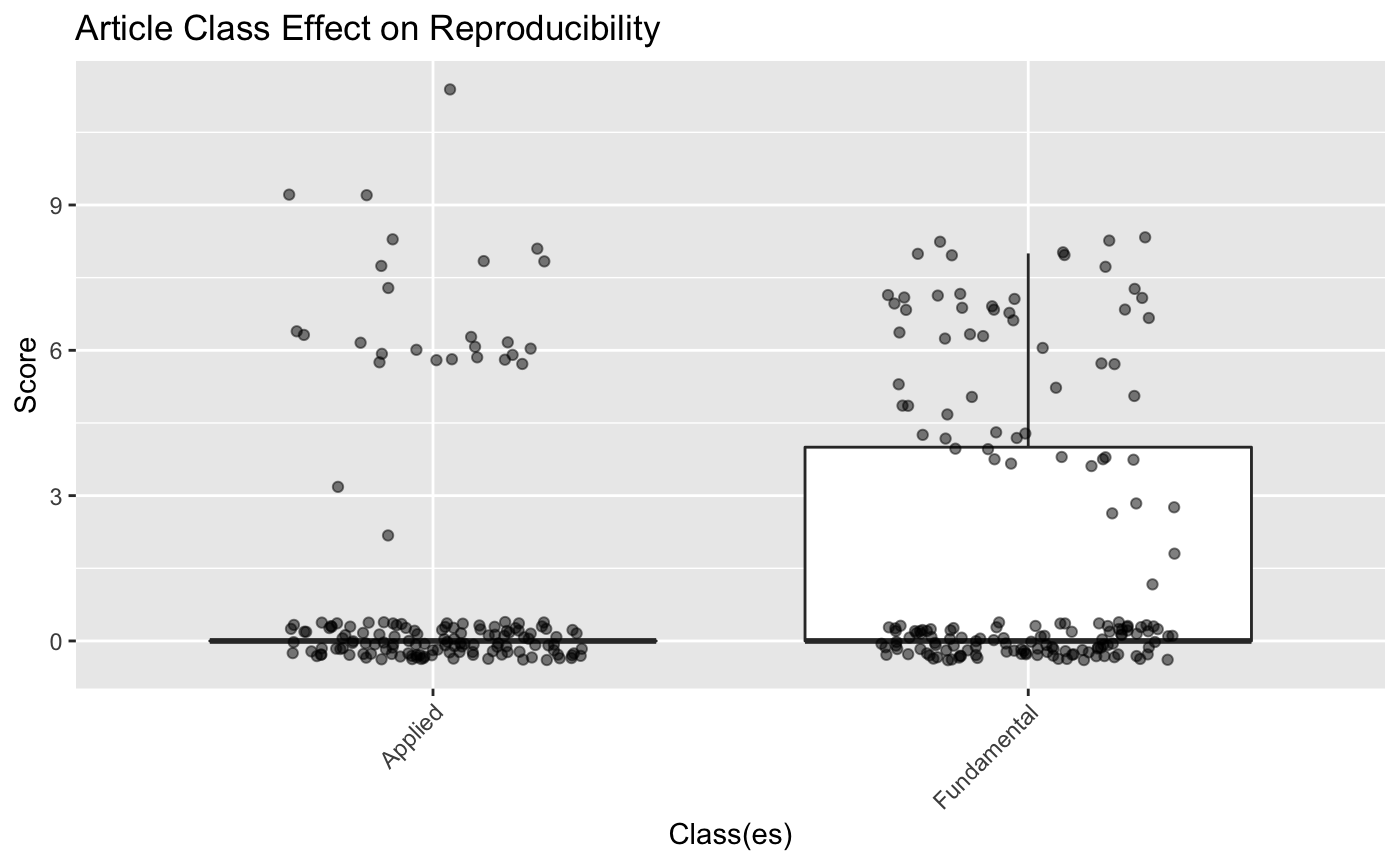 Article Class Effect on Reproducibility
Score
9
6
3
0
Applied
Fundamental
Class(es)